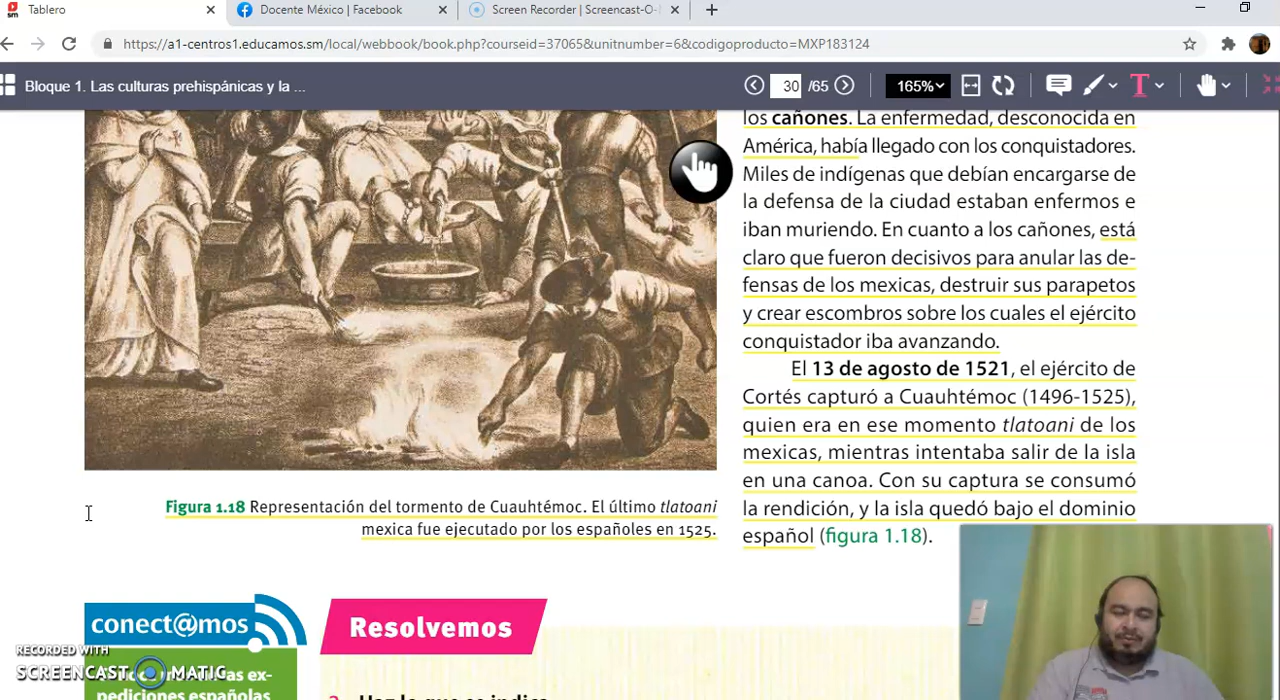 Tablero
Docente México | Facebook
Screen Recorder | Screencast-O-
https://a1-centros1.educamos.sm/local/webbook/book.php?courseid=37065&unitnumber=6&codigoproducto=MXP183124
Bloque 1. Las culturas prehispánicas y la ...
30 /65
165%
T
los cañones. La enfermedad, desconocida en
América, había llegado con los conquistadores.
Miles de indígenas que debían encargarse de
la defensa de la ciudad estaban enfermos e
iban muriendo. En cuanto a los cañones, está
claro que fueron decisivos para anular las de-
fensas de los mexicas, destruir sus parapetos
y crear escombros sobre los cuales el ejército
conquistador iba avanzando.
El 13 de agosto de 1521, el ejército de
Cortés capturó a Cuauhtémoc (1496-1525),
quien era en ese momento tlatoani de los
mexicas, mientras intentaba salir de la isla
en una canoa. Con su captura se consumó
la rendición, y la isla quedó bajo el dominio
español (figura 1.18).
Figura 1.18 Representación del tormento de Cuauhtémoc. El último tlatoani
mexica fue ejecutado por los españoles en 1525.
conect@mos
Resolvemos
RECORDED WITH
SCREENCAST MATIC
ex-
pediciones españolas